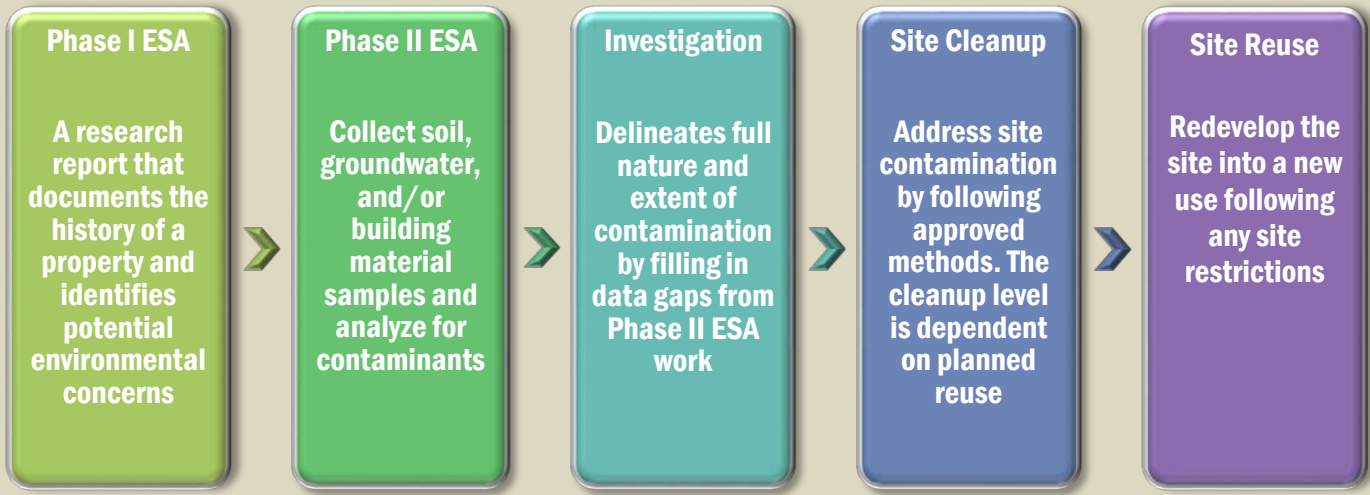 Phase I ESA
A research
report that
documents the
history of a
property and
identifies
potential
environmental
concerns
Phase II ESA
Collect soil,
groundwater,
and/or
building
material
samples and
analyze for
contaminants
Investigation
Delineates full
nature and
extent of
contamination
by filling in
data gaps from
Phase II ESA
work
Site Cleanup
Address site
contamination
by following
approved
methods. The
cleanup level
is dependent
on planned
reuse
Site Reuse
Redevelop the
site into a new
use following
any site
restrictions